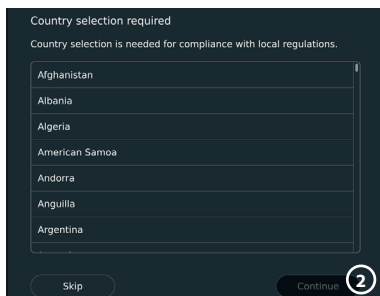 Country selection required
Country selection is needed for compliance with local regulations.
Afghanistan
Albania
Algeria
American Samoa
Andorra
Anguilla
Argentina
Skip
Continue
2